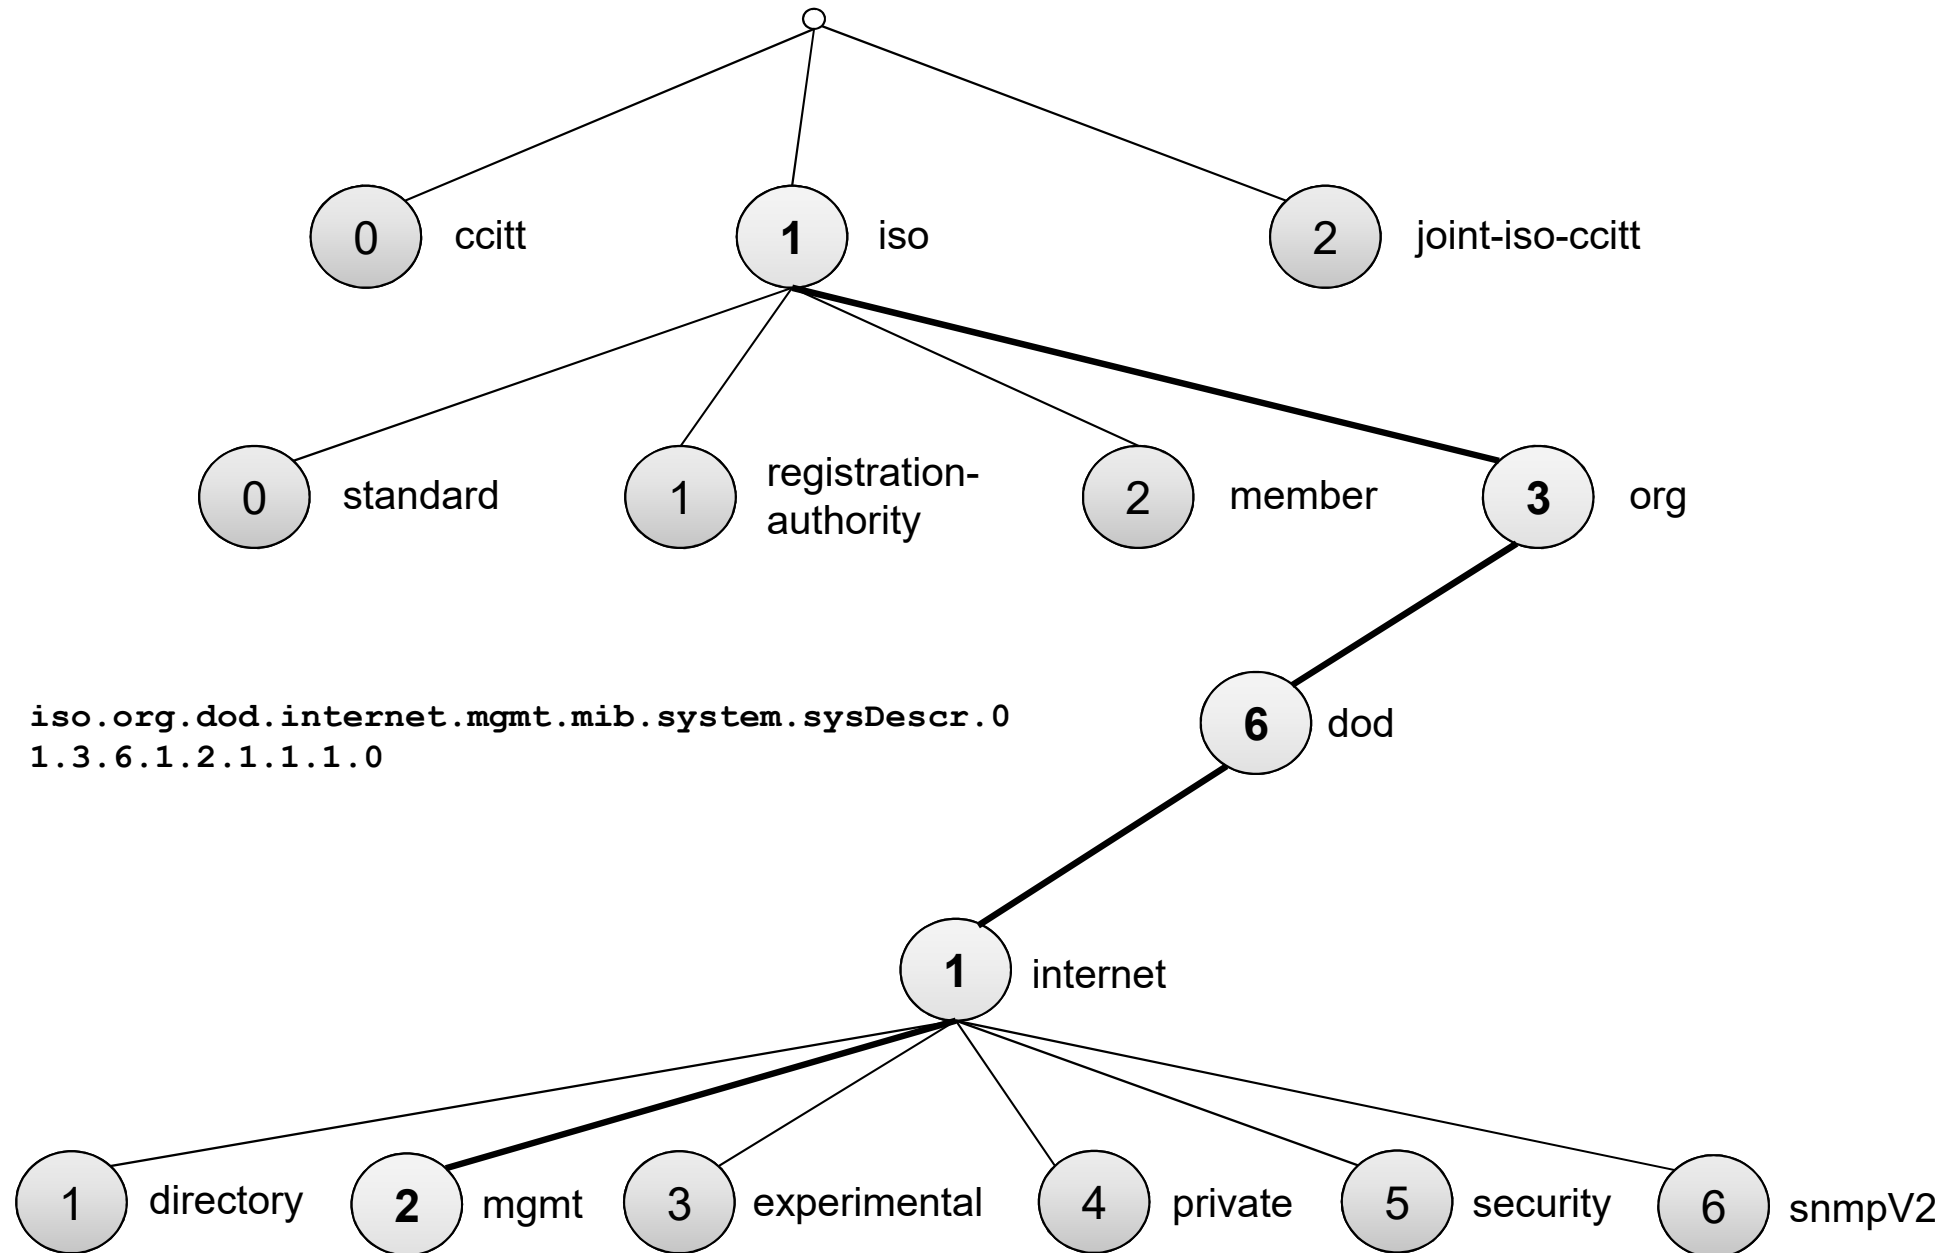 0 ccitt 1 iso 2 joint-iso-ccitt
0 standard 1 registration-
authority 2 member 3 org
iso.org.dod.internet.mgmt.mib.system.sysDescr.0
1.3.6.1.2.1.1.1.0
6 dod
1 internet
1 directory 2 mgmt 3 experimental 4 private 5 security 6 snmpV2